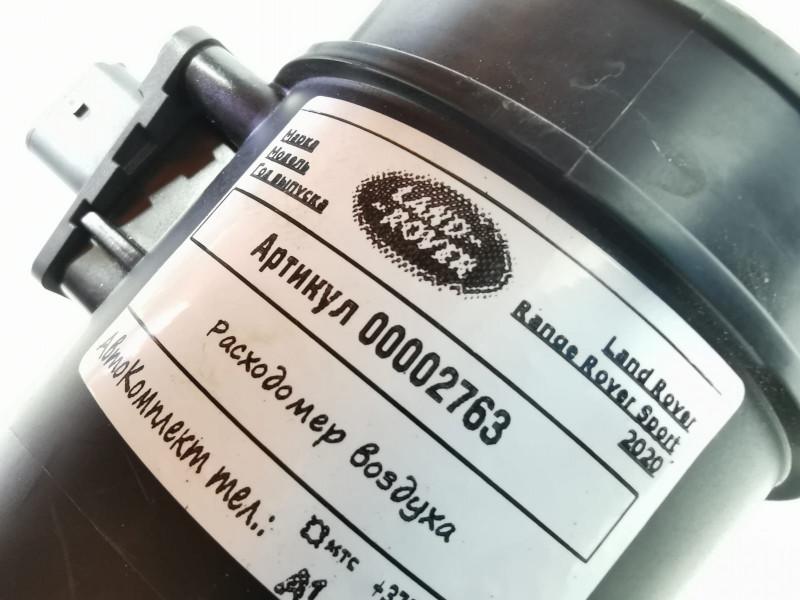 Марка
Модель
Год выпуска
LAND-
-ROVER
Land Rover
Range Rover Sport
2020
Артикул 00002763
Расходомер воздуха
АвтоКомплект тел.:
МТС
A1